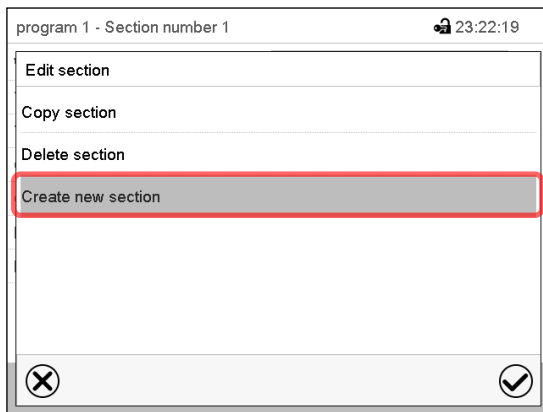 program 1 - Section number 1 23:22:19
Edit section
Copy section
Delete section
Create new section